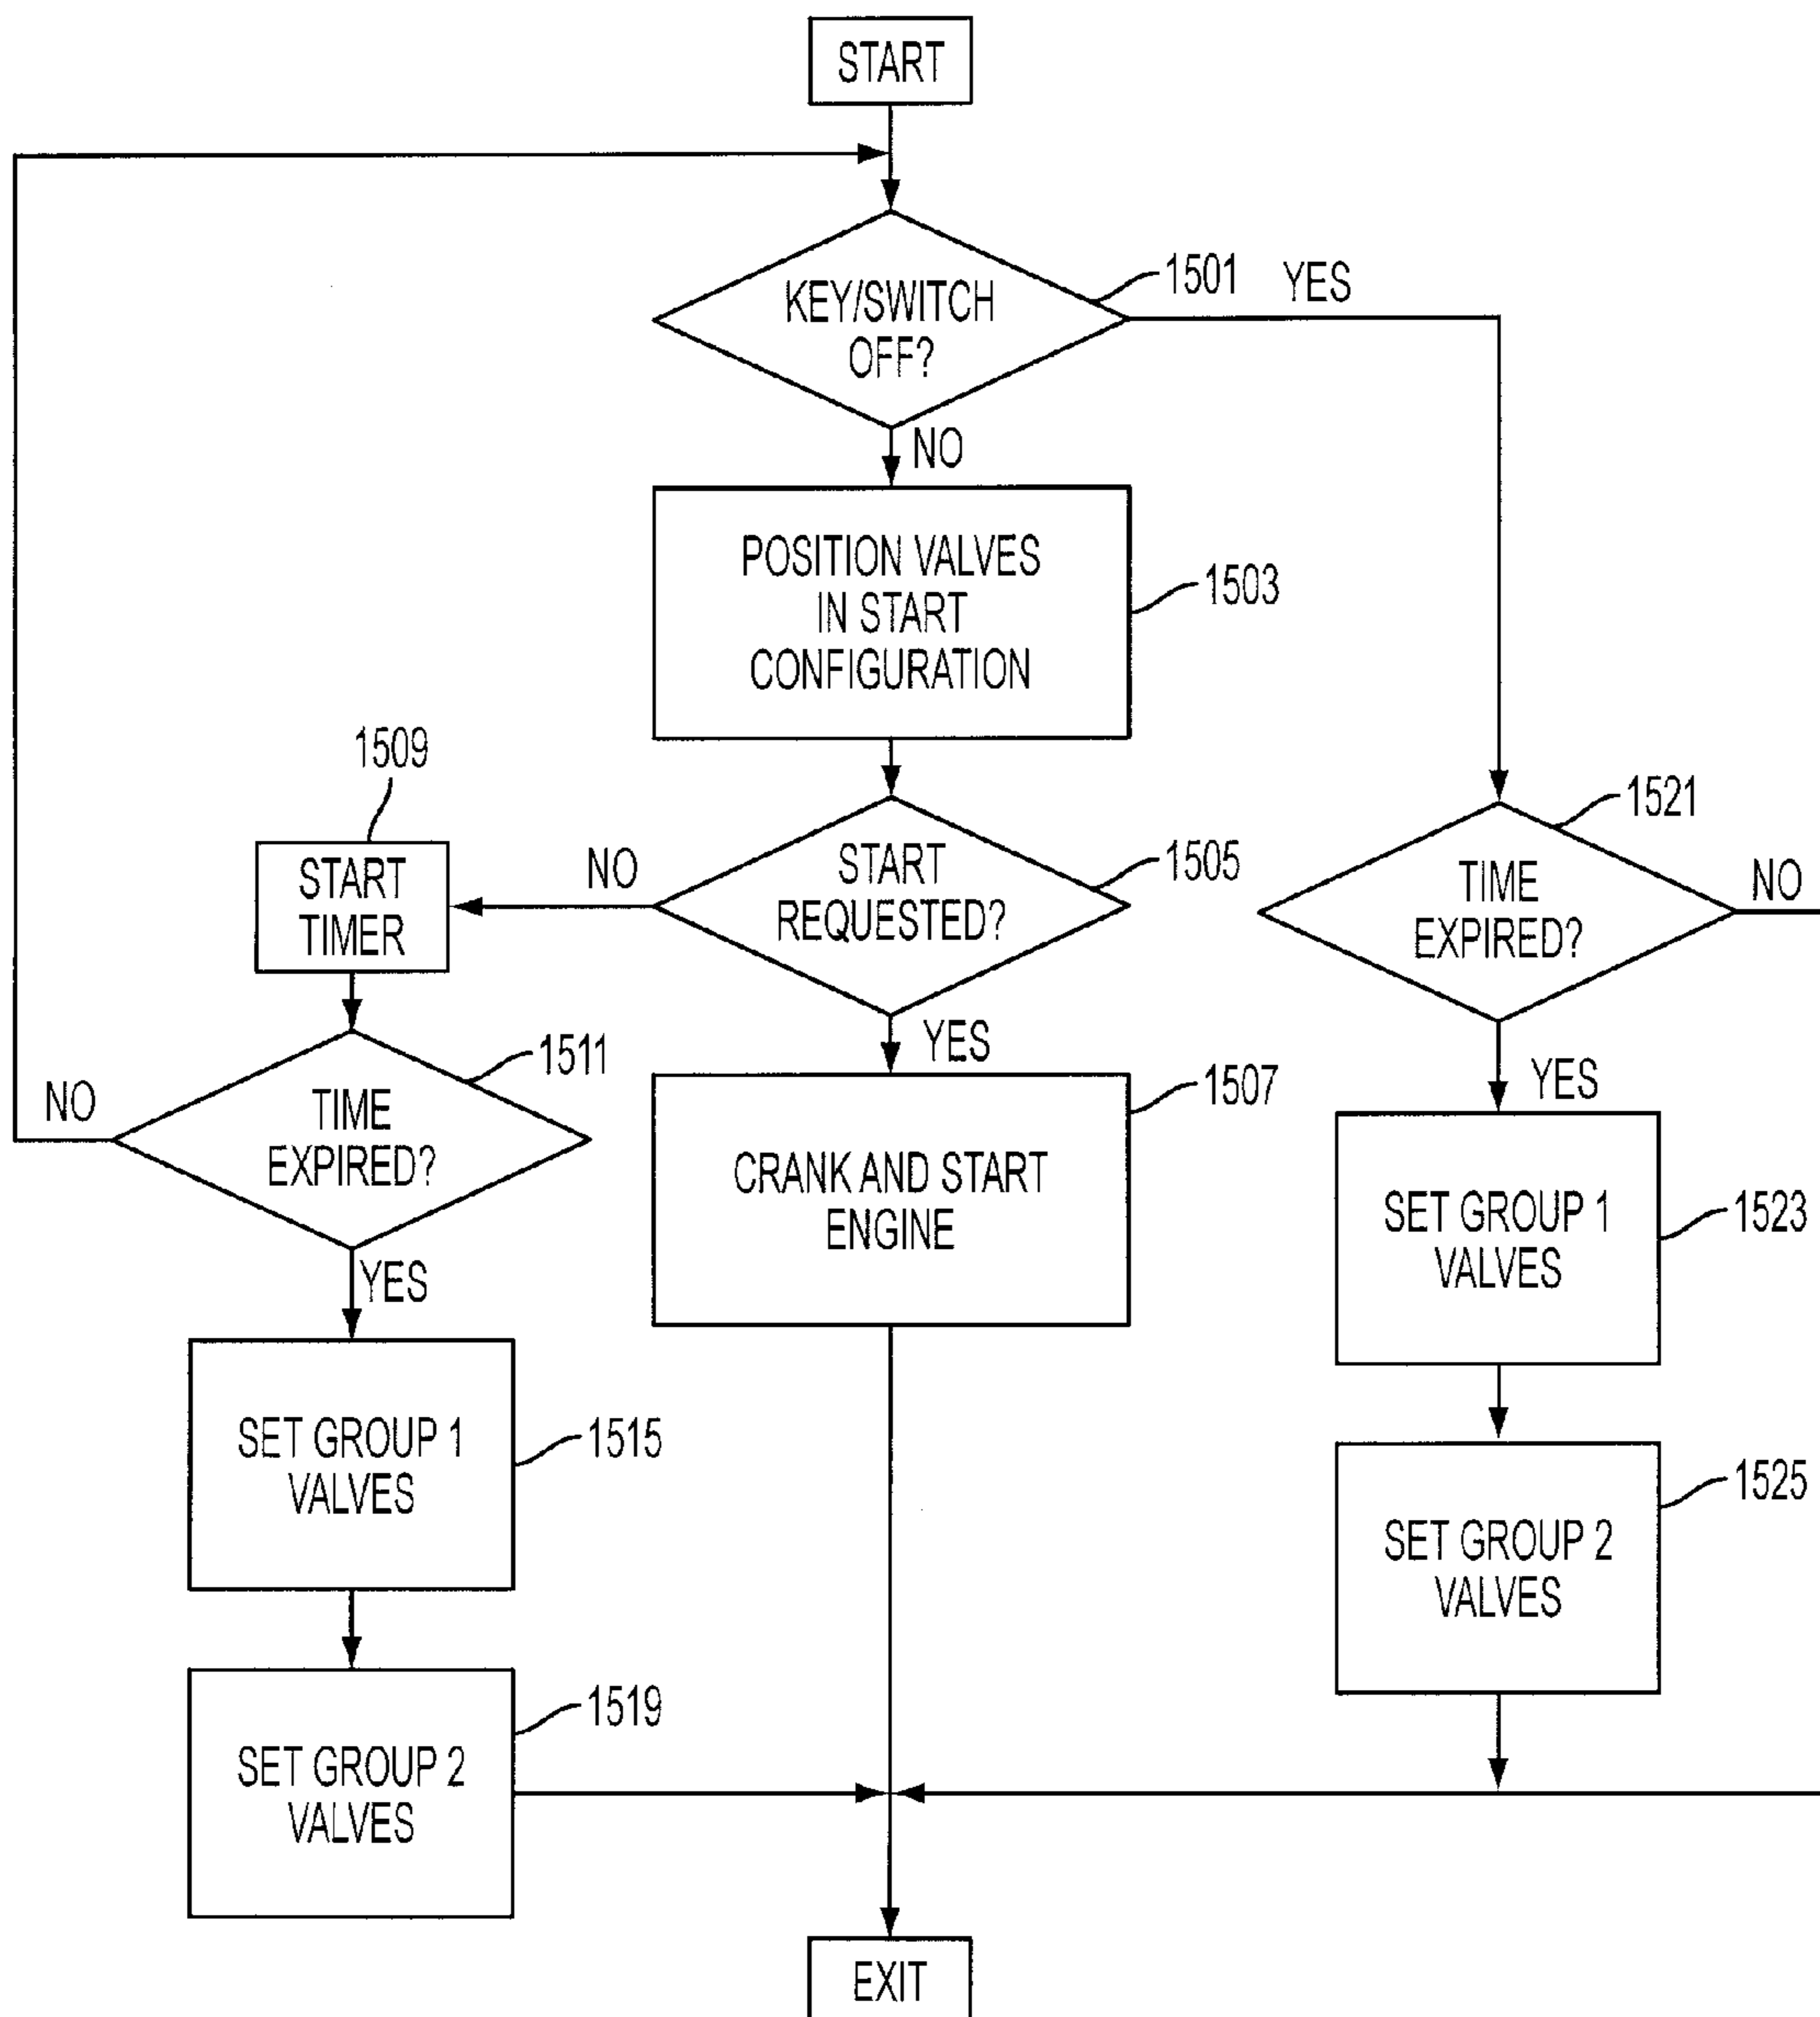 START
KEY/SWITCH
OFF?
1501
YES
NO
POSITION VALVES
IN START
CONFIGURATION
1503
1509
START
TIMER
NO
START
REQUESTED?
1505
1521
TIME
EXPIRED?
NO
YES
1511
TIME
EXPIRED?
NO
YES
CRANK AND START
ENGINE
1507
YES
SET GROUP 1
VALVES
1523
SET GROUP 1
VALVES
1515
SET GROUP 2
VALVES
1525
SET GROUP 2
VALVES
1519
EXIT